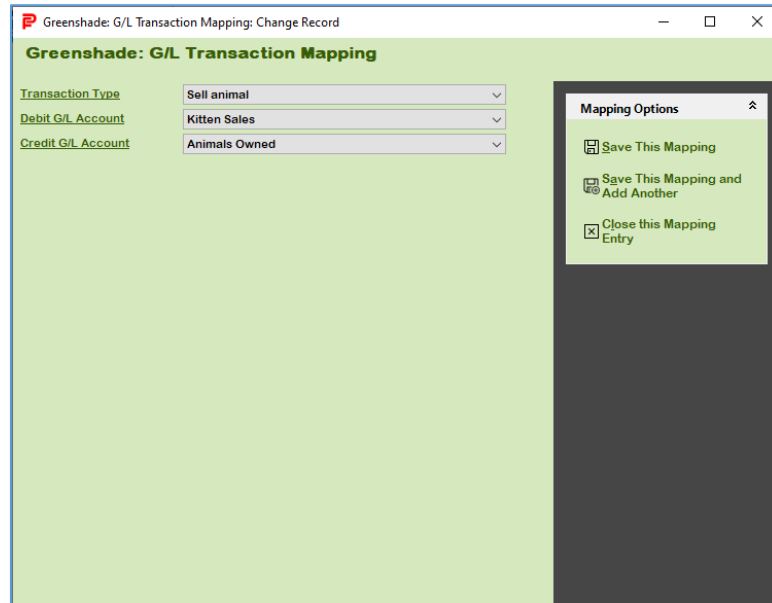 Greenshade: G/L Transaction Mapping: Change Record
Greenshade: G/L Transaction Mapping
Transaction Type Sell animal
Debit G/L Account Kitten Sales
Credit G/L Account Animals Owned
Mapping Options
Save This Mapping
Save This Mapping and
Add Another
Close this Mapping
Entry